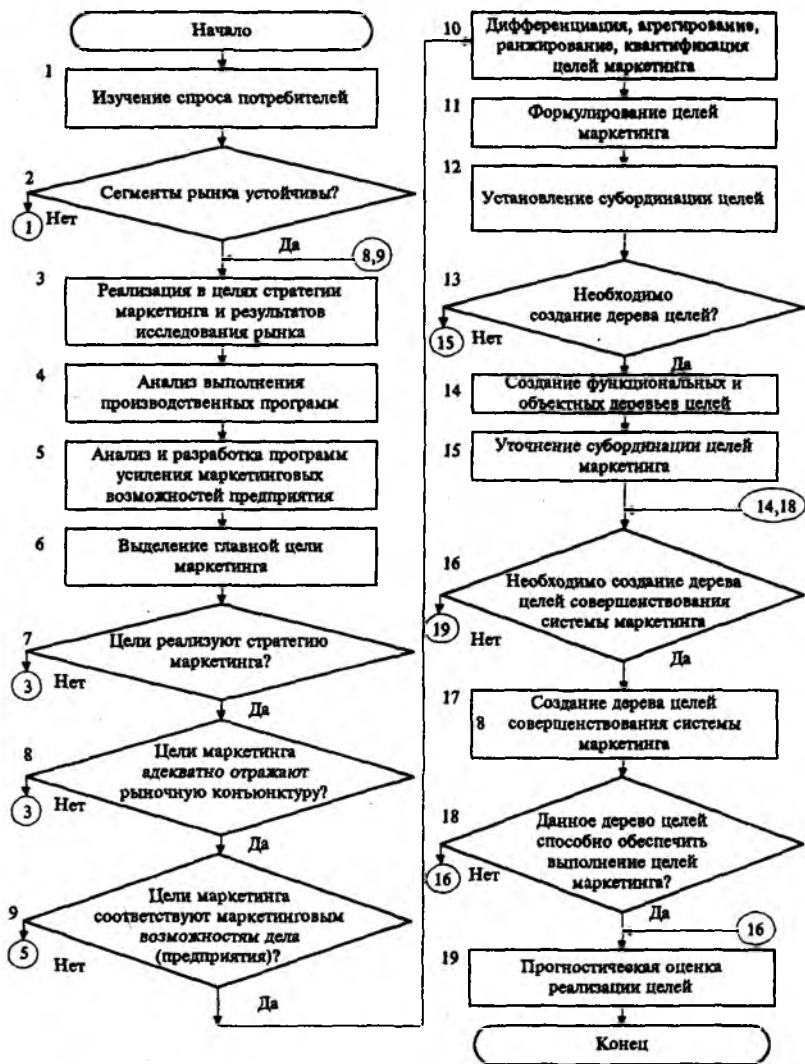 Начало
1
Изучение спроса потребителей
2
Сегменты рынка устойчивы?
1
Нет
Да
8,9
3
Реализация в целях стратегии
маркетинга и результатов
исследования рынка
4
Анализ выполнения
производственных программ
5
Анализ и разработка программ
усиления маркетинговых
возможностей предприятия
6
Выделение главной цели
маркетинга
7
Цели реализуют стратегию
маркетинга?
3
Нет
Да
8
Цели маркетинга
адекватно отражают
рыночную конъюнктуру?
3
Нет
Да
9
Цели маркетинга
соответствуют маркетинговым
возможностям дела
(предприятия)?
5
Нет
Да
10
Дифференциация, агрегирование,
ранжирование, квантификация
целей маркетинга
11
Формулирование целей
маркетинга
12
Установление субординации целей
13
Необходимо
создание дерева целей?
15
Нет
Да
14
Создание функциональных и
объектных деревьев целей
15
Уточнение субординации целей
маркетинга
14,18
16
Необходимо создание дерева
целей совершенствования
системы маркетинга
19
Нет
Да
17
Создание дерева целей
8 совершенствования системы
маркетинга
18
Данное дерево целей
способно обеспечить
выполнение целей
маркетинга?
16
Нет
Да
16
19
Прогностическая оценка
реализации целей
Конец